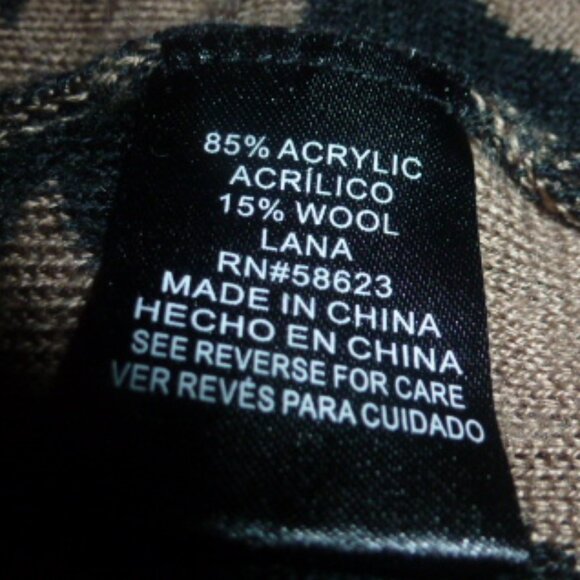 85% ACRYLIC
ACRÍLICO
15% WOOL
LANA
RN#58623
MADE IN CHINA
HECHO EN CHINA
SEE REVERSE FOR CARE
VER REVÉS PARA CUIDADO